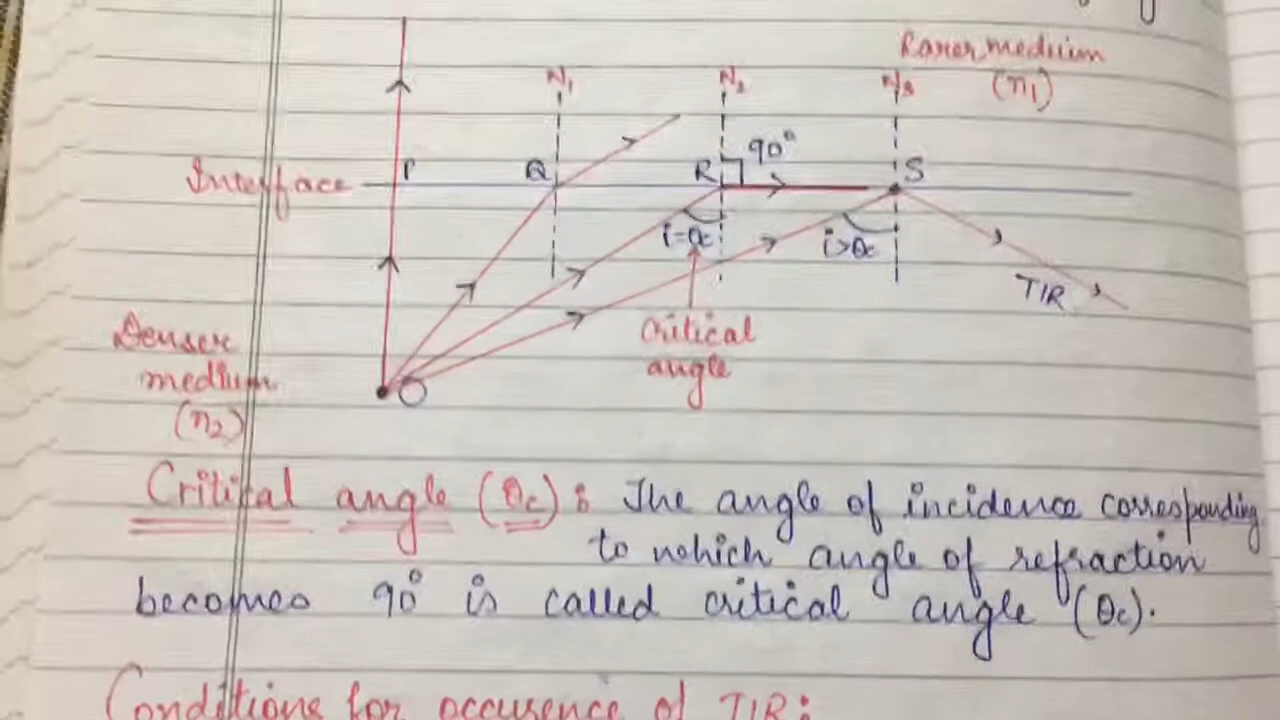 Rarer medium
(n1)
N1
N2
N3
90°
Interface
P
Q
R
S
i=θc
i>θc
TIR
Denser
medium
(n2)
O
Critical
angle
Critical angle (θc) : The angle of incidence corresponding
to which angle of refraction
becomes 90° is called critical angle (θc).
Conditions for occurence of TIR: